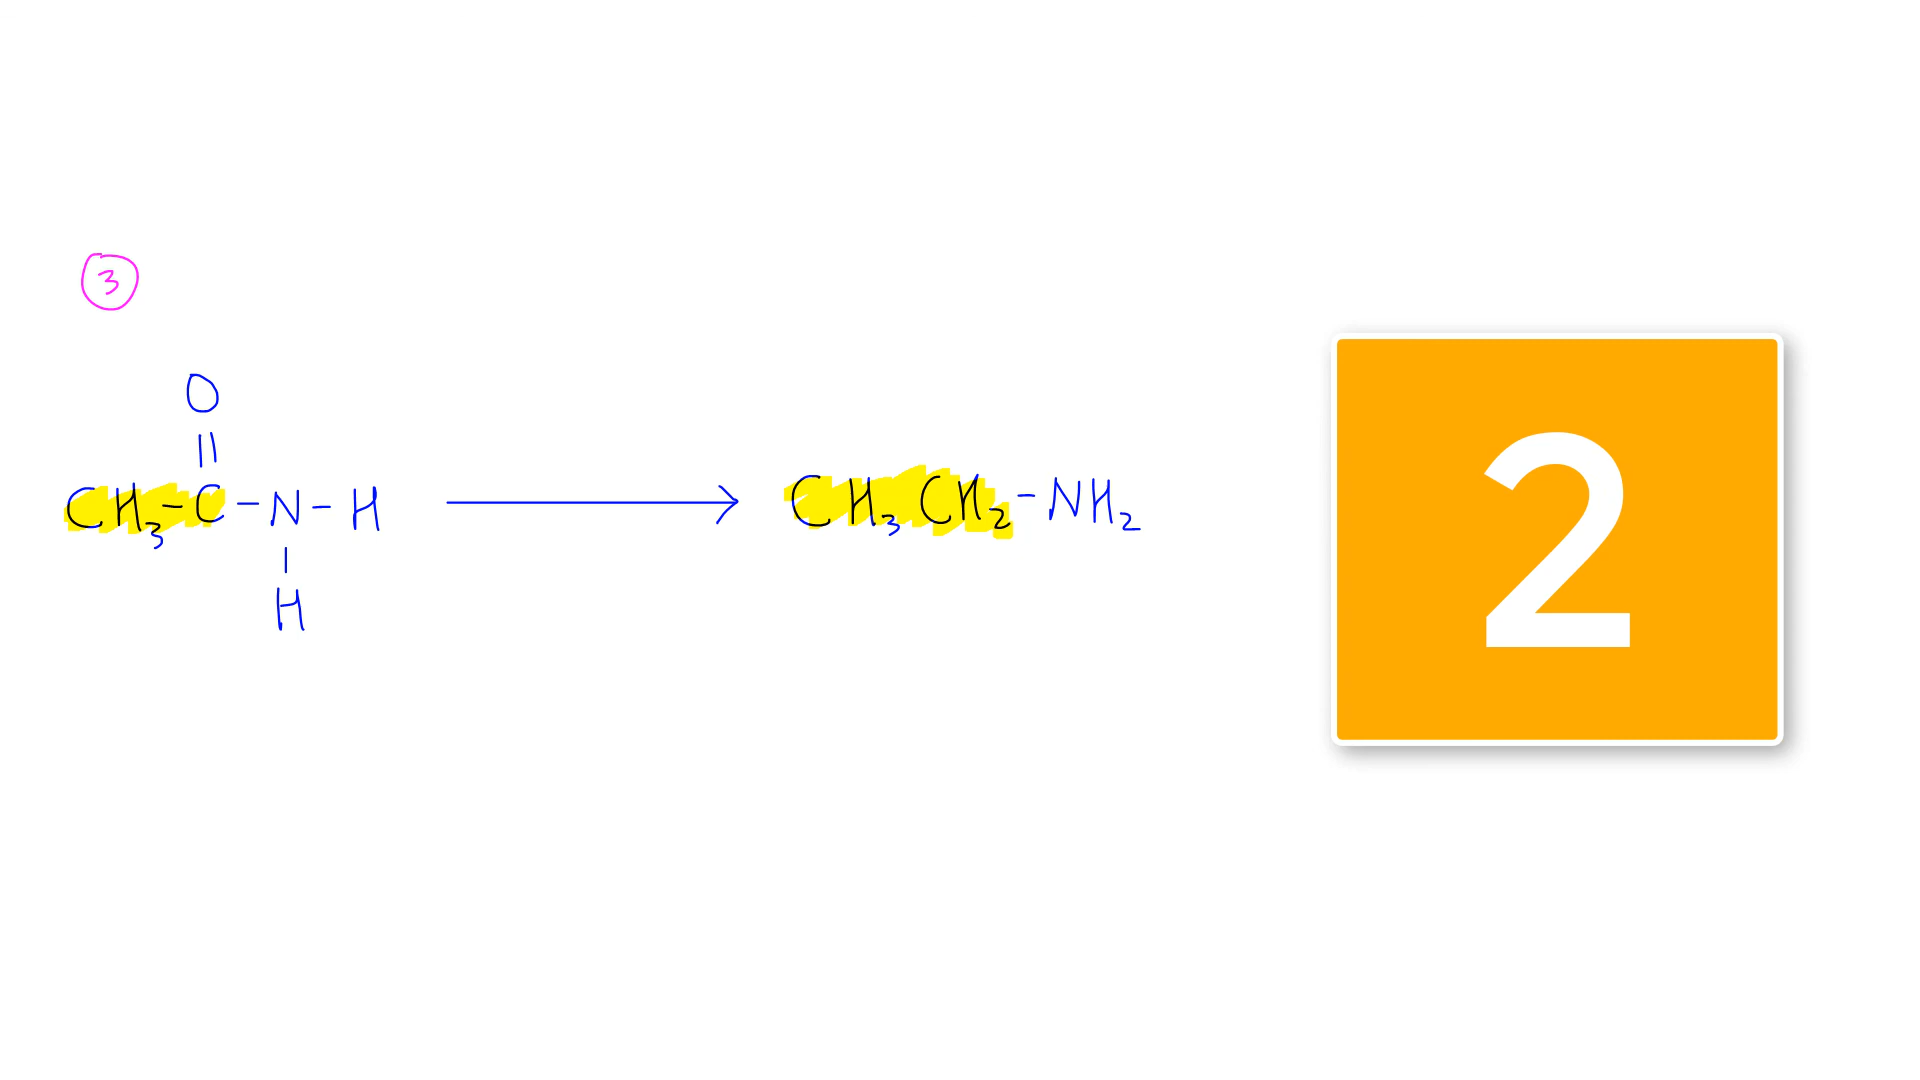 3
O
||
CH₃-C-N-H → CH₃CH₂-NH₂
|
H
2